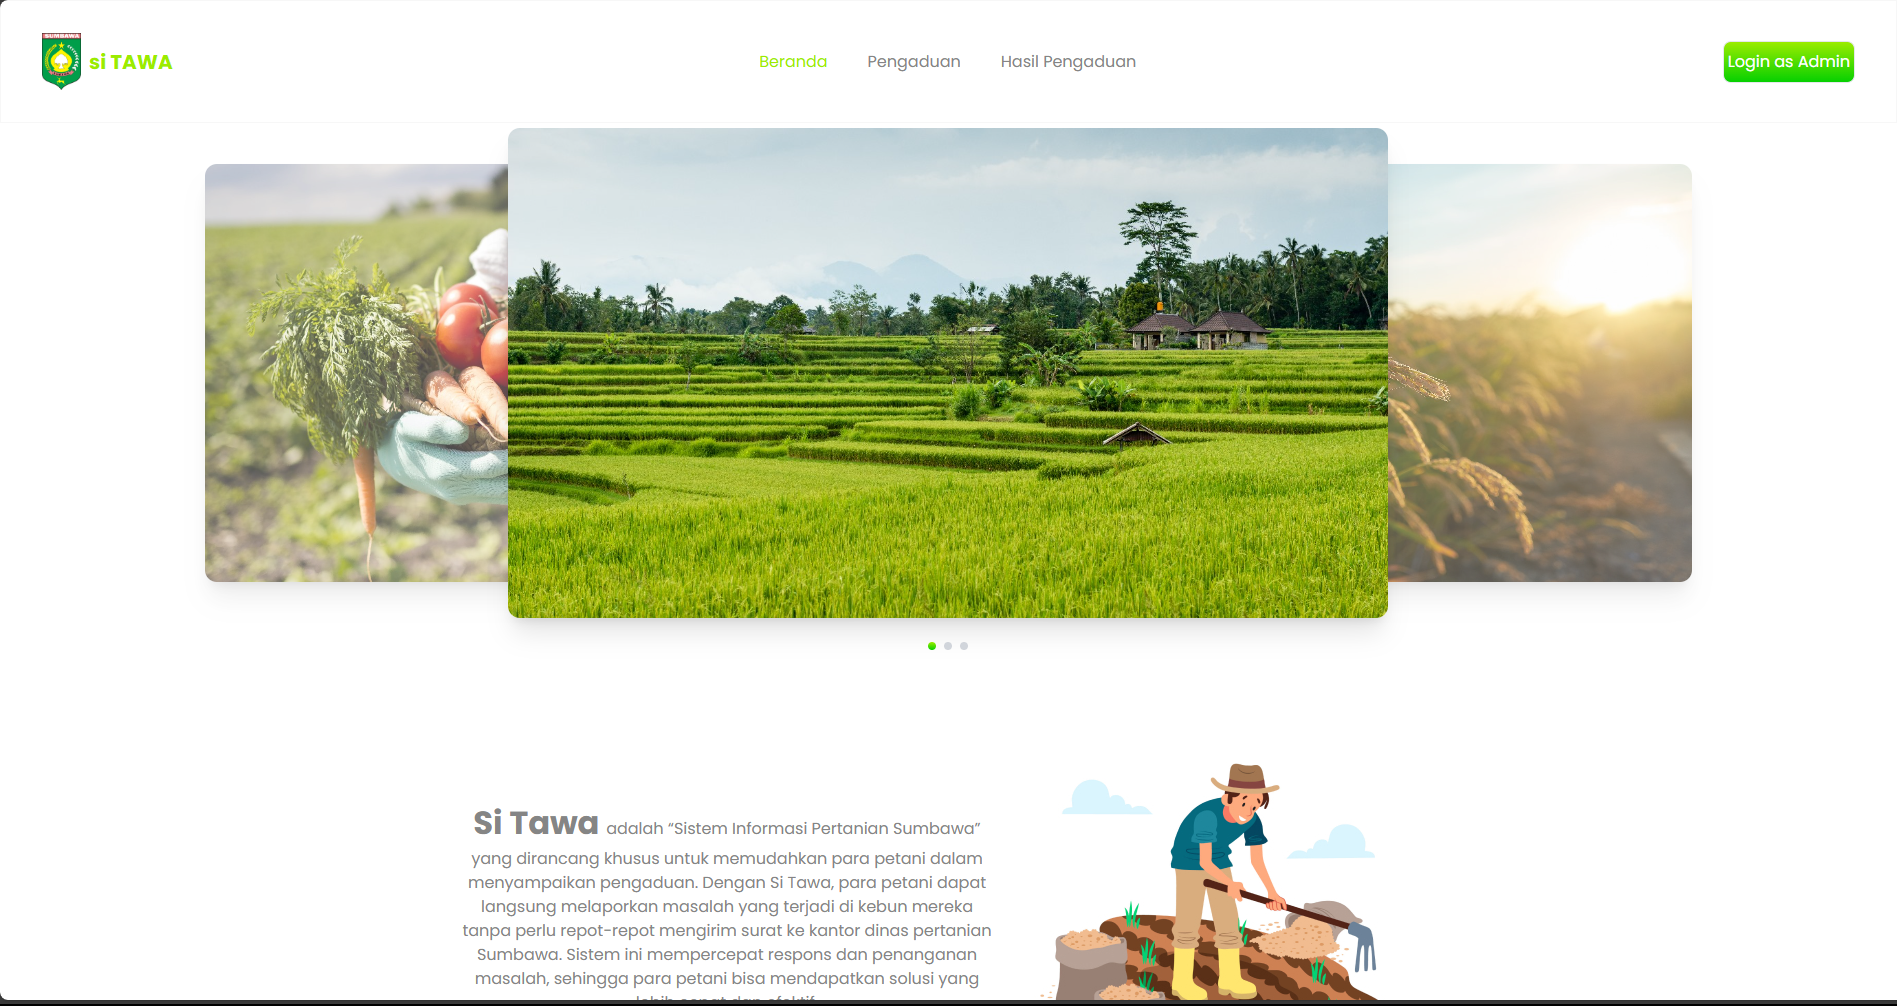 SUMBAWA
si TAWA
Beranda
Pengaduan
Hasil Pengaduan
Login as Admin
Si Tawa adalah “Sistem Informasi Pertanian Sumbawa”
yang dirancang khusus untuk memudahkan para petani dalam
menyampaikan pengaduan. Dengan Si Tawa, para petani dapat
langsung melaporkan masalah yang terjadi di kebun mereka
tanpa perlu repot-repot mengirim surat ke kantor dinas pertanian
Sumbawa. Sistem ini mempercepat respons dan penanganan
masalah, sehingga para petani bisa mendapatkan solusi yang